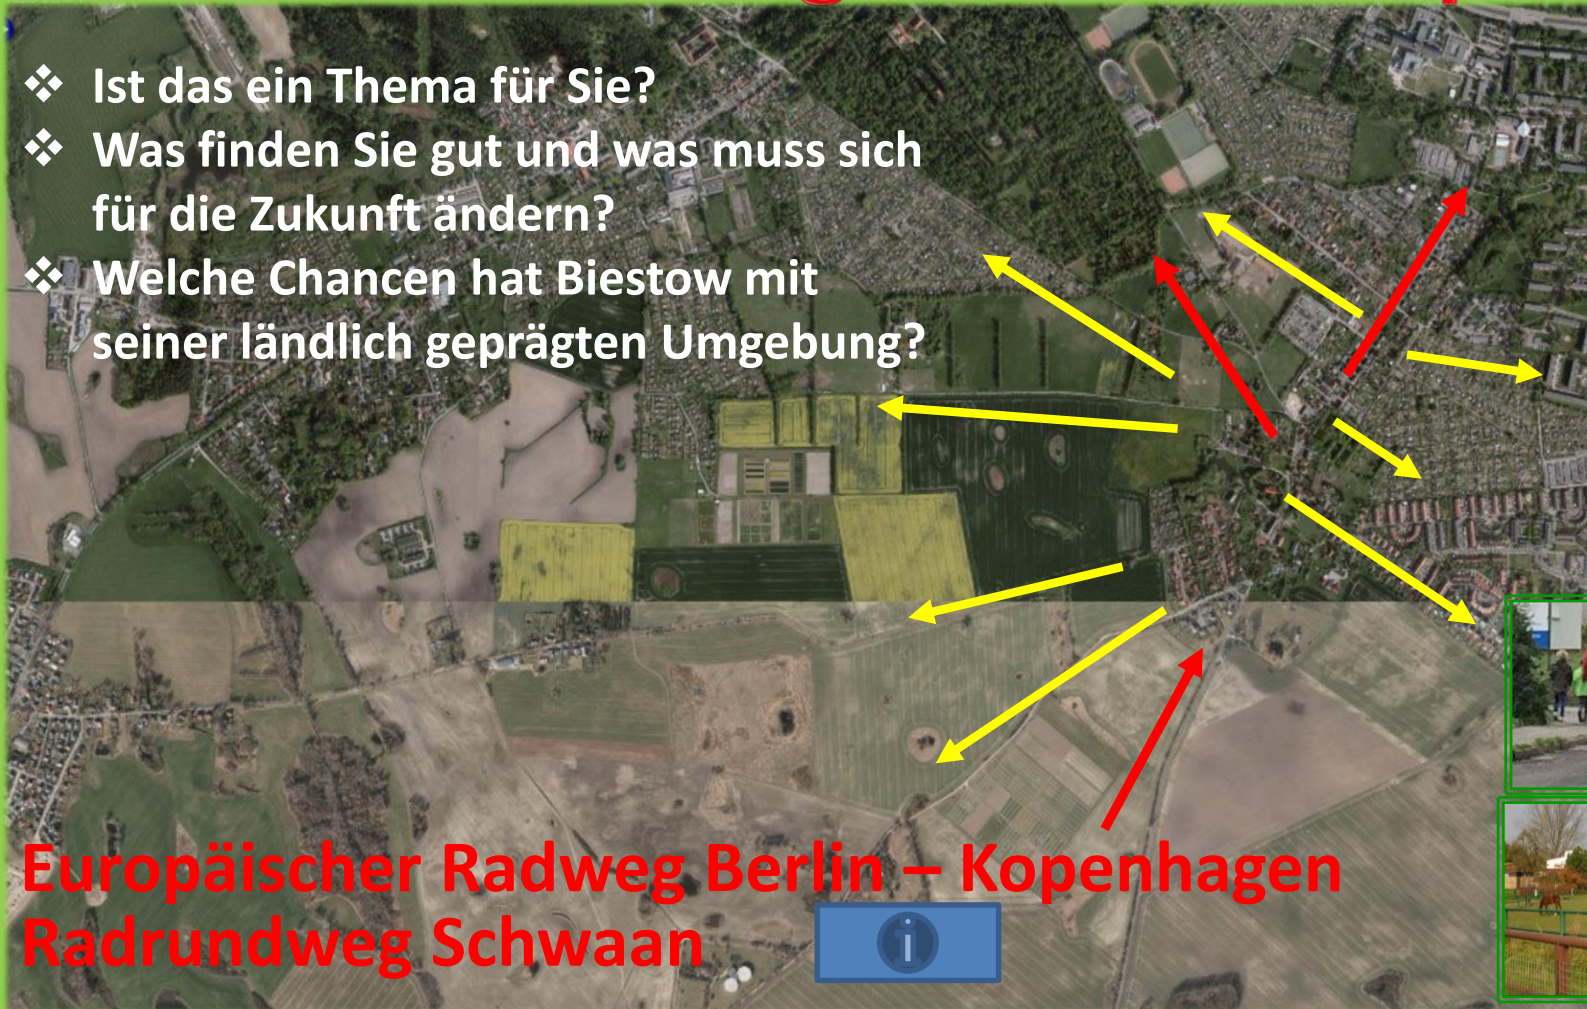 ❖ Ist das ein Thema für Sie?
❖ Was finden Sie gut und was muss sich
für die Zukunft ändern?
❖ Welche Chancen hat Biestow mit
seiner ländlich geprägten Umgebung?
Europäischer Radweg Berlin – Kopenhagen
Radrundweg Schwaan
i